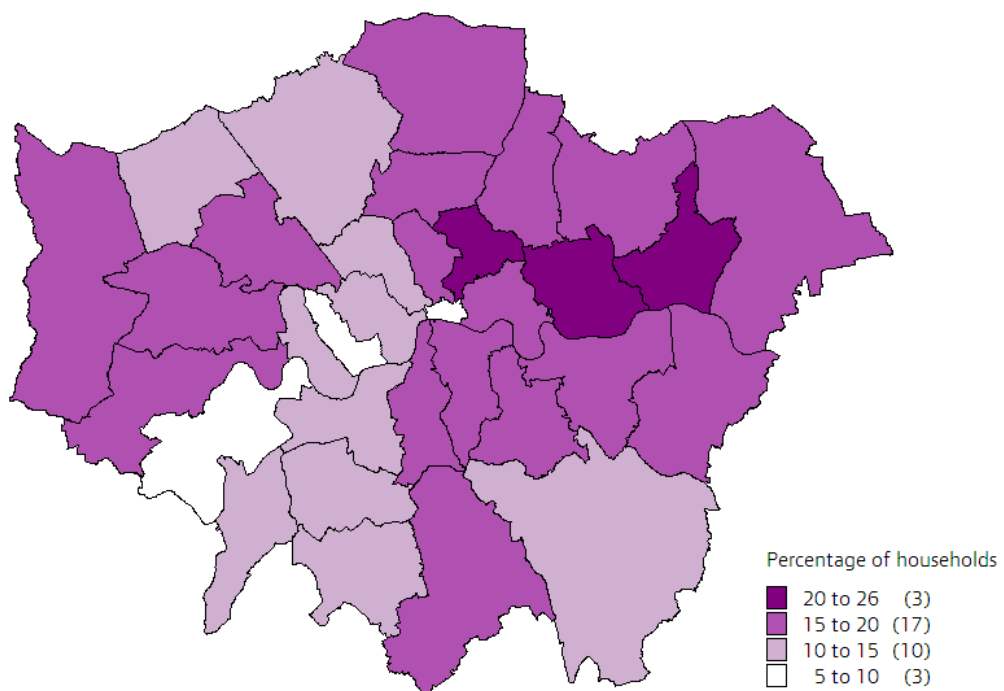 Percentage of households
20 to 26 (3)
15 to 20 (17)
10 to 15 (10)
5 to 10 (3)